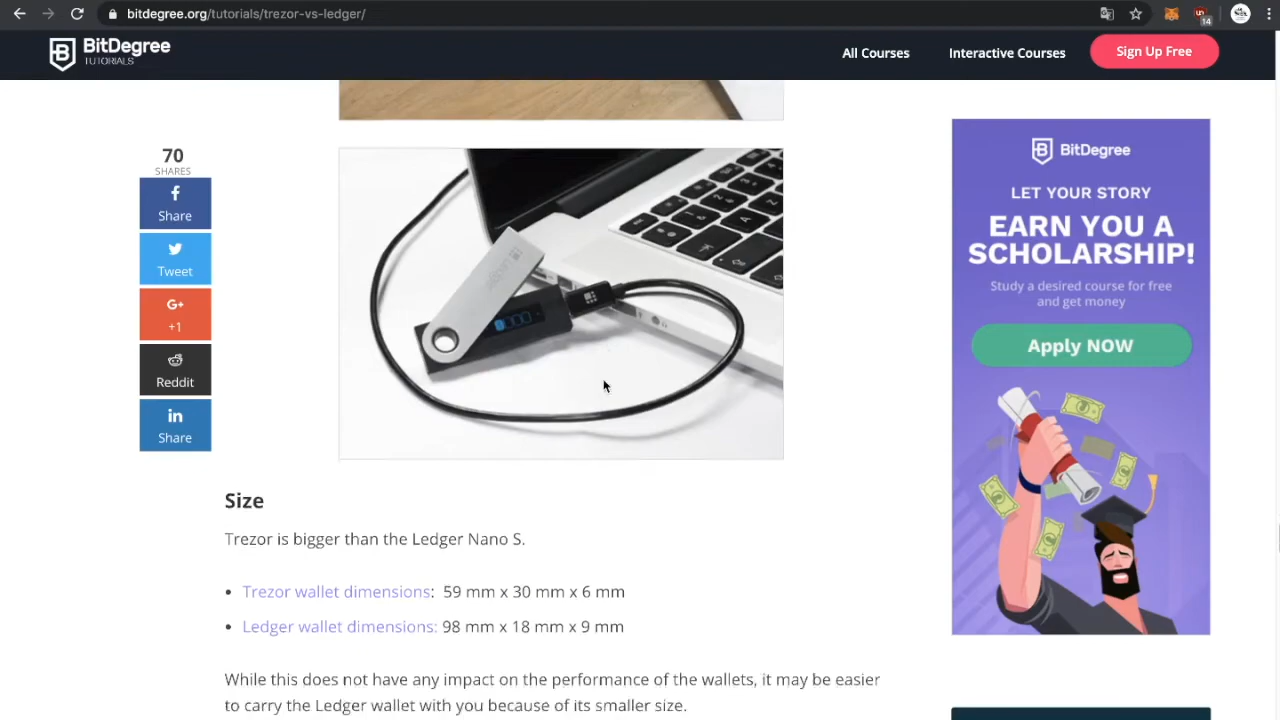 bitdegree.org/tutorials/trezor-vs-ledger/
14
BitDegree
TUTORIALS
All Courses
Interactive Courses
Sign Up Free
70
SHARES
Share
Tweet
G+
+1
Reddit
in
Share
BitDegree
LET YOUR STORY
EARN YOU A
SCHOLARSHIP!
Study a desired course for free
and get money
Apply NOW
Size
Trezor is bigger than the Ledger Nano S.
• Trezor wallet dimensions: 59 mm x 30 mm x 6 mm
• Ledger wallet dimensions: 98 mm x 18 mm x 9 mm
While this does not have any impact on the performance of the wallets, it may be easier
to carry the Ledger wallet with you because of its smaller size.